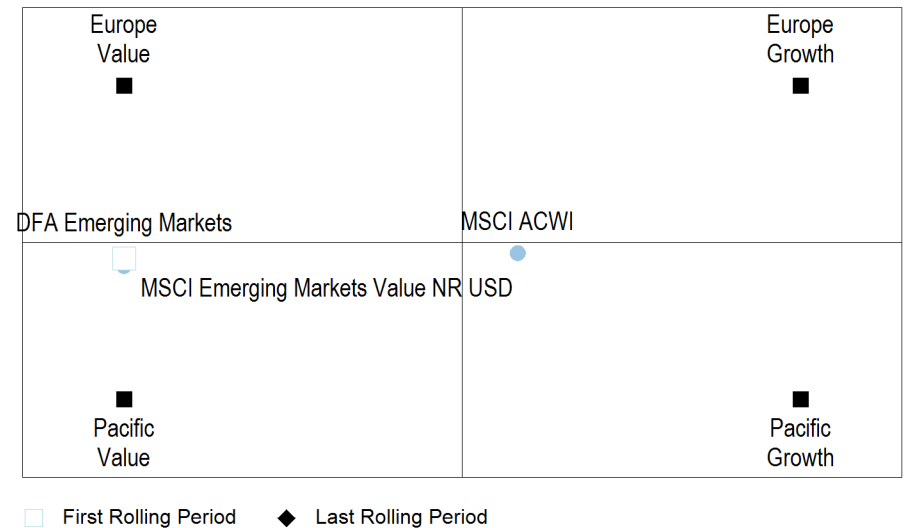 Europe
Value
Europe
Growth
DFA Emerging Markets
MSCI ACWI
MSCI Emerging Markets Value NR USD
Pacific
Value
Pacific
Growth
First Rolling Period
Last Rolling Period